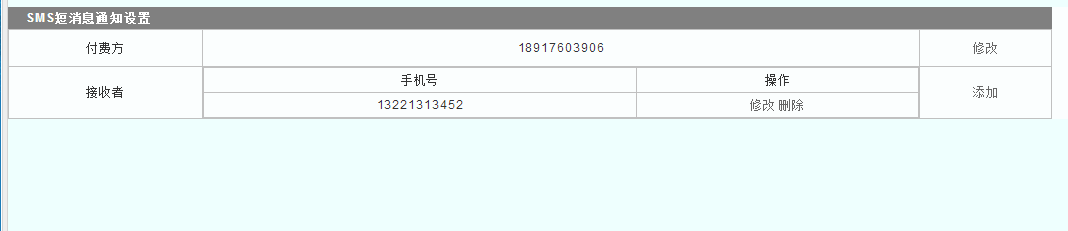 SMS短消息通知设置
付费方 18917603906 修改
接收者 手机号 操作 添加
13221313452 修改 删除